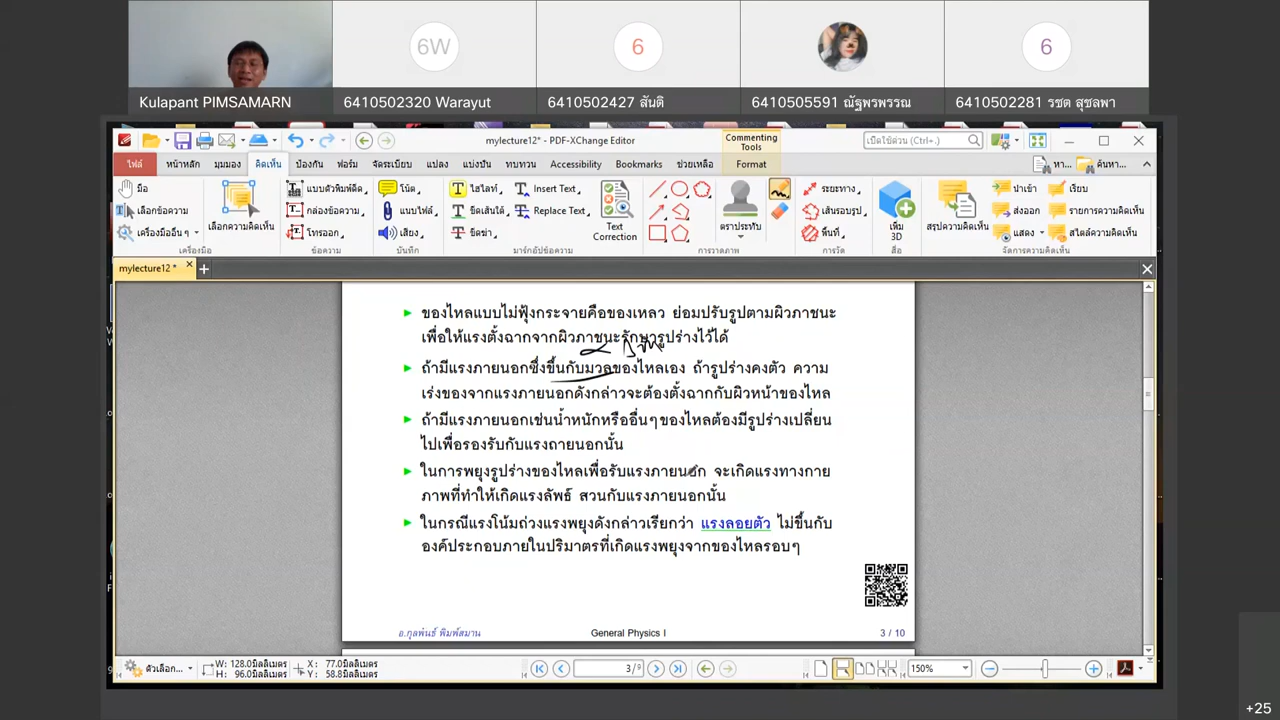 6W
6
6
Kulapant PIMSAMARN
6410502320 Warayut
6410502427 สันติ
6410505591 ณัฐพรพรรณ
6410502281 รชต สุชลพา
mylecture12* - PDF-XChange Editor
Commenting Tools
เปิดใช้ด่วน (Ctrl+.)
ไฟล์ หน้าหลัก มุมมอง คิดเห็น ป้องกัน ฟอร์ม จัดระเบียบ แปลง แบ่งปัน ทบทวน Accessibility Bookmarks ช่วยเหลือ Format
หา... ค้นหา...
มือ
เลือกข้อความ
เครื่องมืออื่น ๆ
เครื่องมือ
เลือกความคิดเห็น
แบบตัวพิมพ์ดีด
กล่องข้อความ
โทรออก
ข้อความ
โน้ต
แนบไฟล์
เสียง
บันทึก
ไฮไลท์
ขีดเส้นใต้
ขีดฆ่า
Insert Text
Replace Text
มาร์กอัปข้อความ
Text Correction
การวาดภาพ
ตราประทับ
ระยะทาง
เส้นรอบรูป
พื้นที่
การวัด
เพิ่ม 3D
สื่อ
สรุปความคิดเห็น
นำเข้า
ส่งออก
แสดง
เรียบ
รายการความคิดเห็น
สไตล์ความคิดเห็น
จัดการความคิดเห็น
mylecture12 *
ของไหลแบบไม่ฟุ้งกระจายคือของเหลว ย่อมปรับรูปตามผิวภาชนะ
เพื่อให้แรงตั้งฉากจากผิวภาชนะรักษารูปร่างไว้ได้
ถ้ามีแรงภายนอกซึ่งขึ้นกับมวลของไหลเอง ถ้ารูปร่างคงตัว ความ
เร่งของจากแรงภายนอกดังกล่าวจะต้องตั้งฉากกับผิวหน้าของไหล
ถ้ามีแรงภายนอกเช่นน้ำหนักหรืออื่นๆของไหลต้องมีรูปร่างเปลี่ยน
ไปเพื่อรองรับกับแรงถายนอกนั้น
ในการพยุงรูปร่างของไหลเพื่อรับแรงภายนอก จะเกิดแรงทางกาย
ภาพที่ทำให้เกิดแรงลัพธ์ สวนกับแรงภายนอกนั้น
ในกรณีแรงโน้มถ่วงแรงพยุงดังกล่าวเรียกว่า แรงลอยตัว ไม่ขึ้นกับ
องค์ประกอบภายในปริมาตรที่เกิดแรงพยุงจากของไหลรอบๆ
อ.กุลพันธ์ พิมพ์สมาน
General Physics I
3 / 10
ตัวเลือก...
W: 128.0มิลลิเมตร
H: 96.0มิลลิเมตร
X: 77.0มิลลิเมตร
Y: 58.8มิลลิเมตร
3 / 9
150%
+25